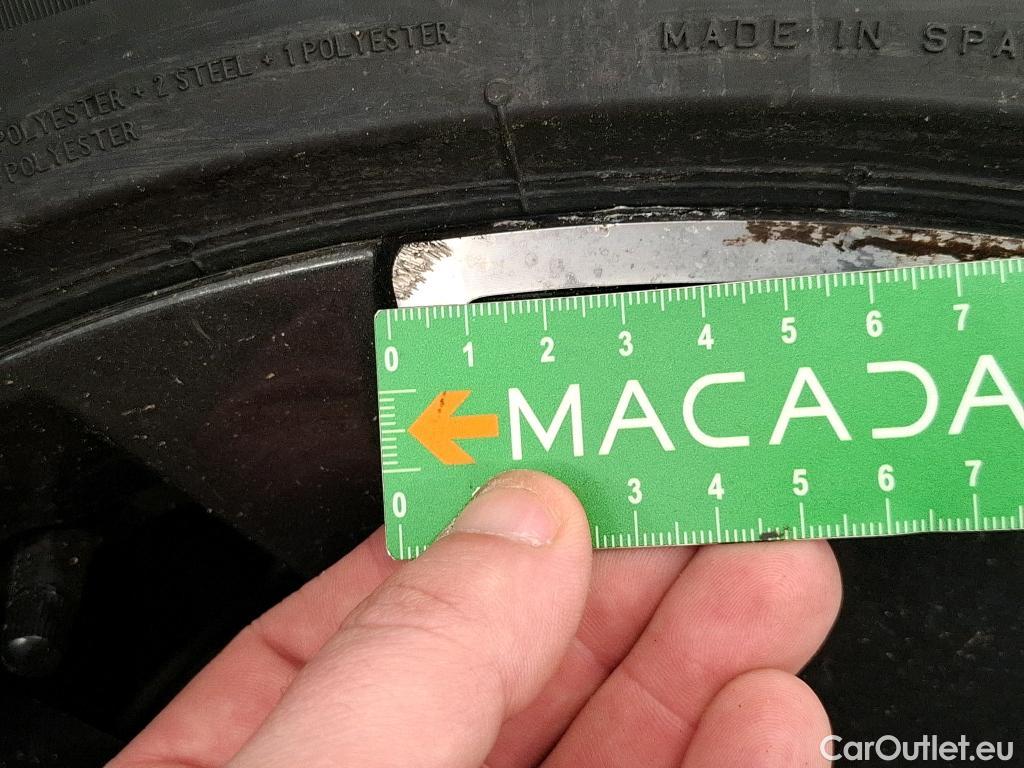 POLYESTER + 2 STEEL + 1 POLYESTER
POLYESTER
MADE IN SPA
0 1 2 3 4 5 6 7
MACADA
0 3 4 5 6 7
CarOutlet.eu